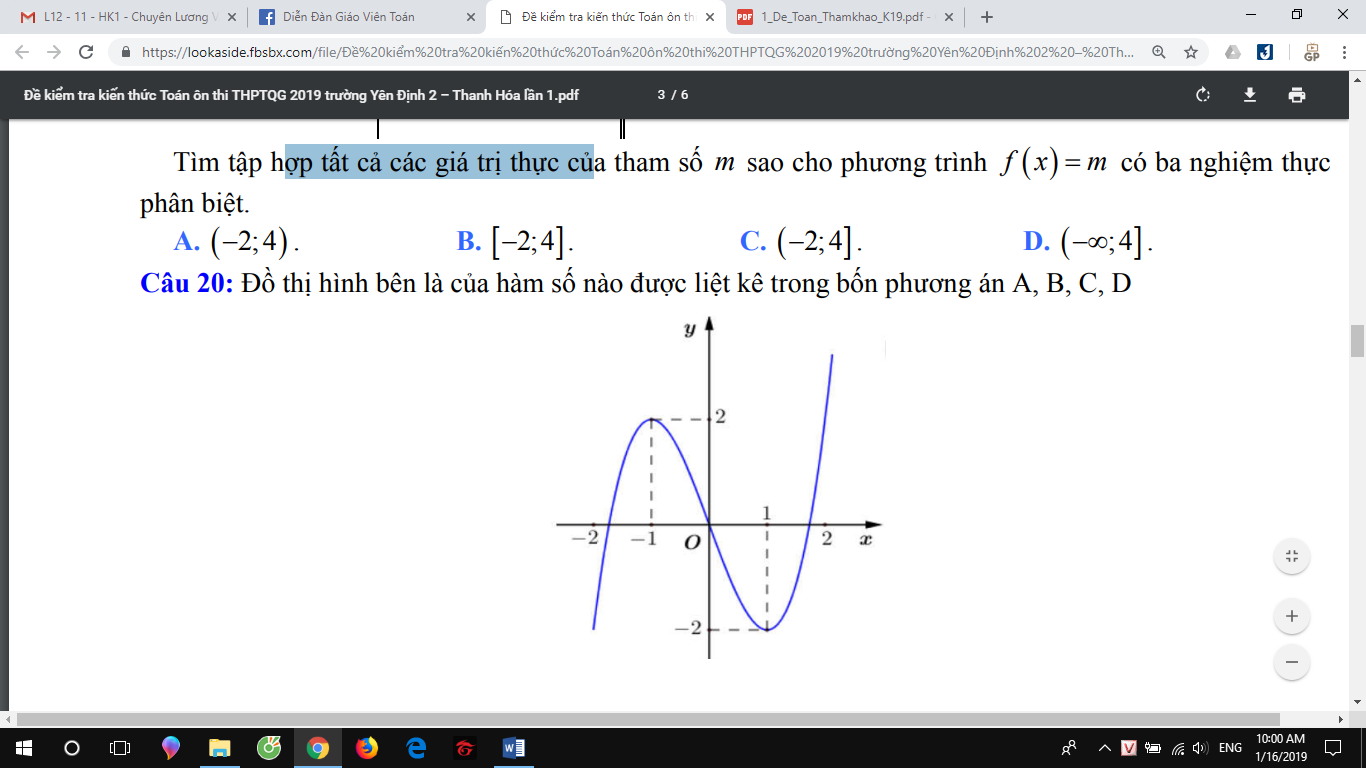 L12 - 11 - HK1 - Chuyên Lương V
Diễn Đàn Giáo Viên Toán
Đề kiểm tra kiến thức Toán ôn th
1_De_Toan_Thamkhao_K19.pdf -
https://lookaside.fbsbx.com/file/Đề%20kiểm%20tra%20kiến%20thức%20Toán%20ôn%20thi%20THPTQG%202019%20trường%20Yên%20Định%202%20–%20Th...
GP
Đề kiểm tra kiến thức Toán ôn thi THPTQG 2019 trường Yên Định 2 – Thanh Hóa lần 1.pdf
3 / 6
Tìm tập hợp tất cả các giá trị thực của tham số m sao cho phương trình f(x) = m có ba nghiệm thực
phân biệt.
A. (−2;4). B. [−2;4]. C. (−2;4]. D. (−∞;4].
Câu 20: Đồ thị hình bên là của hàm số nào được liệt kê trong bốn phương án A, B, C, D
y
2
1
−2 −1 O 2 x
−2
ENG
10:00 AM
1/16/2019